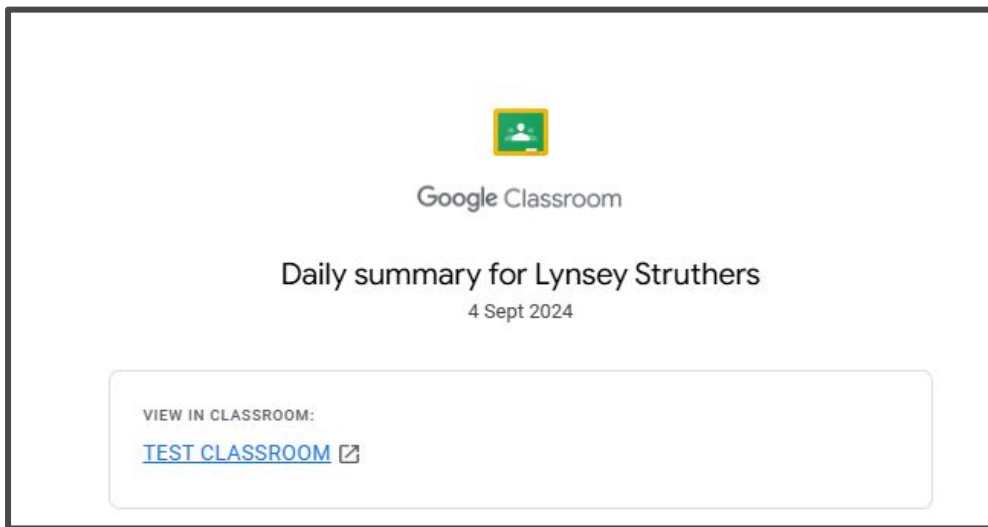 Google Classroom
Daily summary for Lynsey Struthers
4 Sept 2024
VIEW IN CLASSROOM:
TEST CLASSROOM